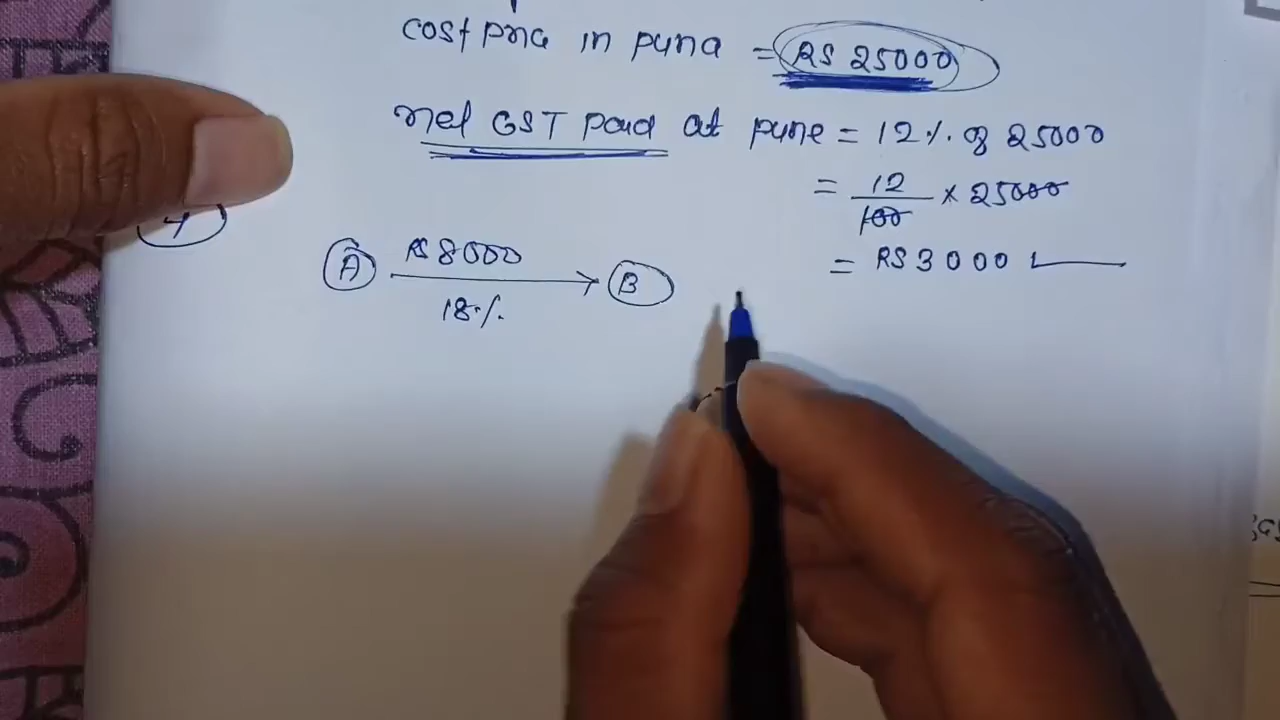 cost price in puna = RS 25000
net GST paid at pune = 12 % of 25000
= 12/100 × 25000
= RS 3000
4
A RS 8000 B
18 %